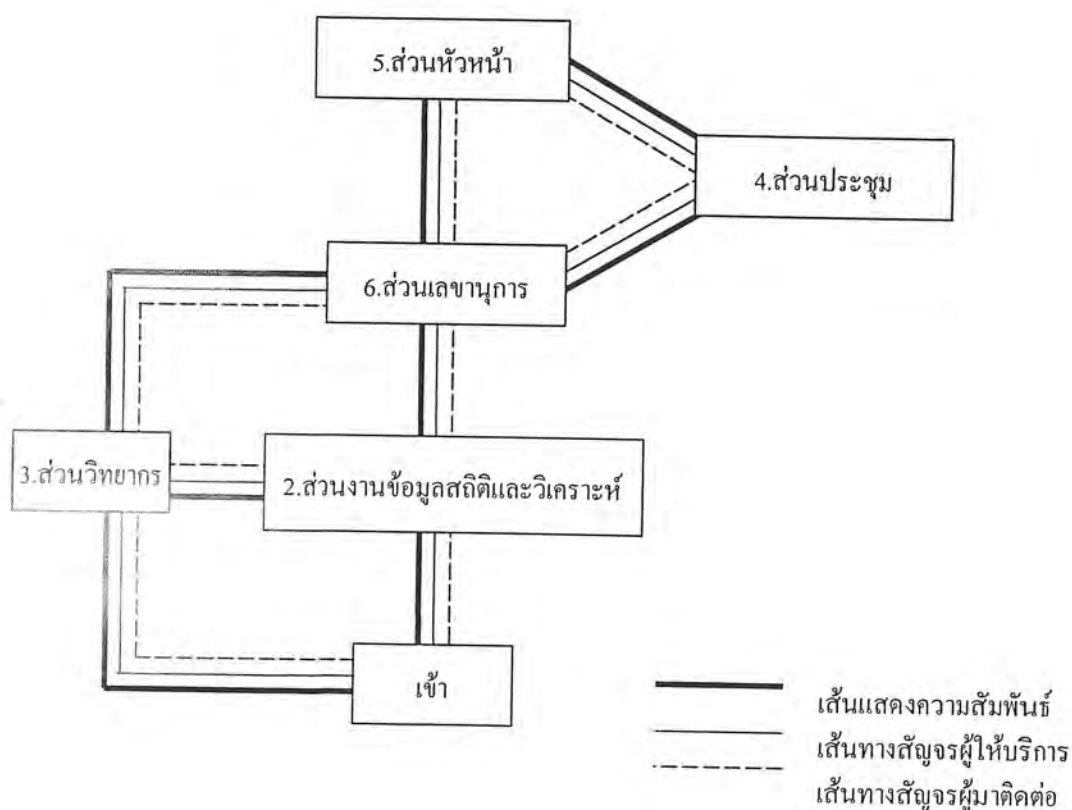 5.ส่วนหัวหน้า
4.ส่วนประชุม
6.ส่วนเลขานุการ
3.ส่วนวิทยากร
2.ส่วนงานข้อมูลสถิติและวิเคราะห์
เข้า
เส้นแสดงความสัมพันธ์
เส้นทางสัญจรผู้ให้บริการ
เส้นทางสัญจรผู้มาติดต่อ